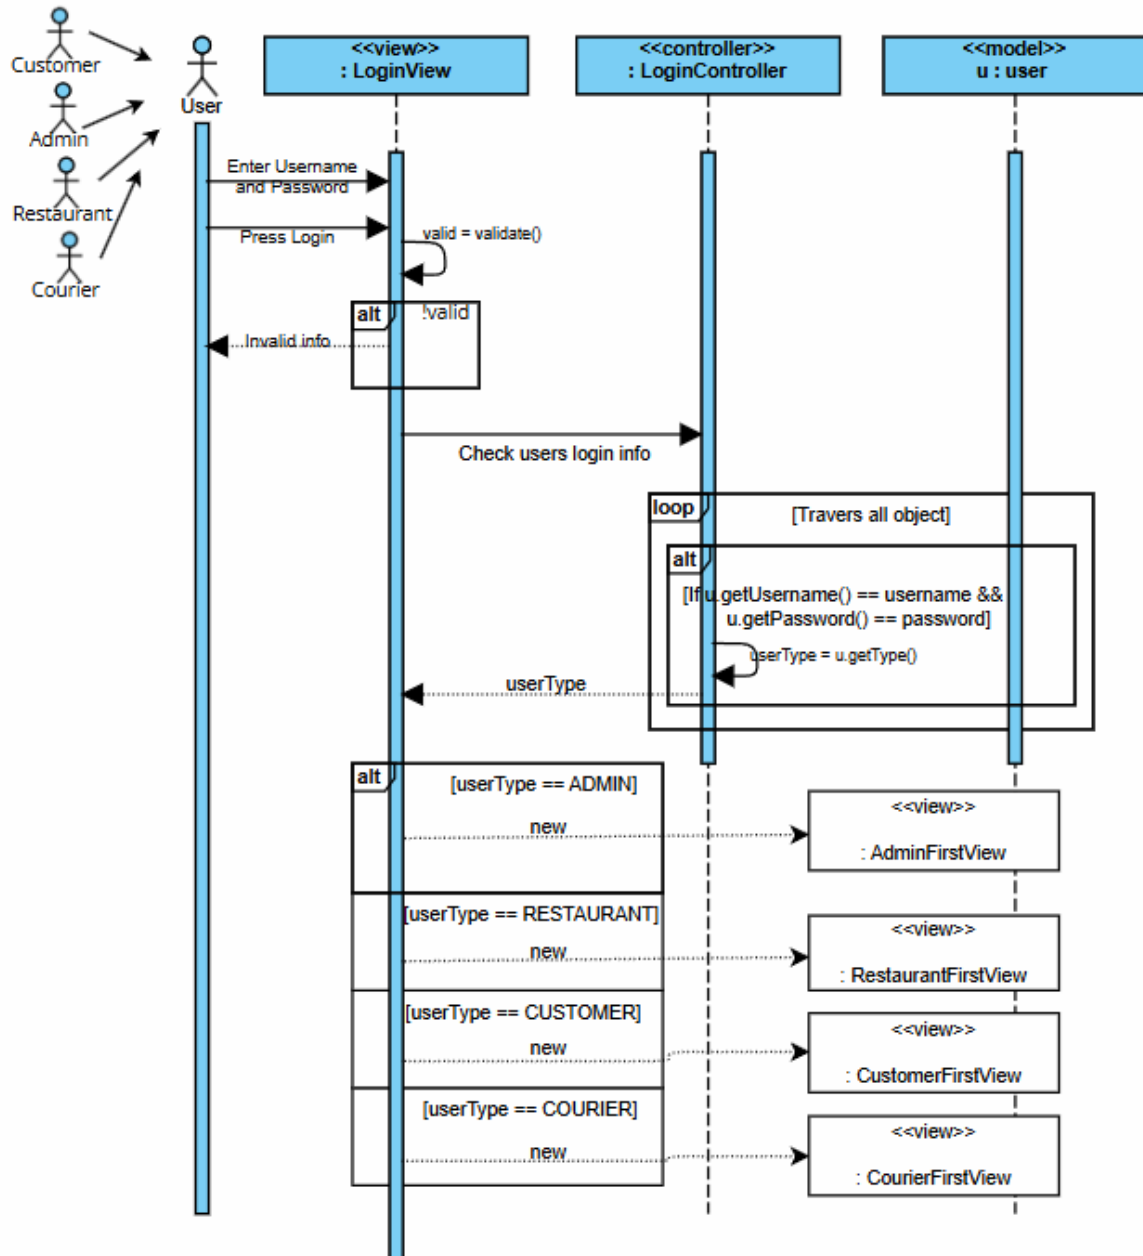 Customer
Admin
Restaurant
Courier
User
<<view>>
: LoginView
<<controller>>
: LoginController
<<model>>
u : user
Enter Username
and Password
Press Login
valid = validate()
alt
!valid
Invalid info
Check users login info
loop
[Travers all object]
alt
[If u.getUsername() == username &&
u.getPassword() == password]
userType = u.getType()
userType
alt
[userType == ADMIN]
new
<<view>>
: AdminFirstView
[userType == RESTAURANT]
new
<<view>>
: RestaurantFirstView
[userType == CUSTOMER]
new
<<view>>
: CustomerFirstView
[userType == COURIER]
new
<<view>>
: CourierFirstView